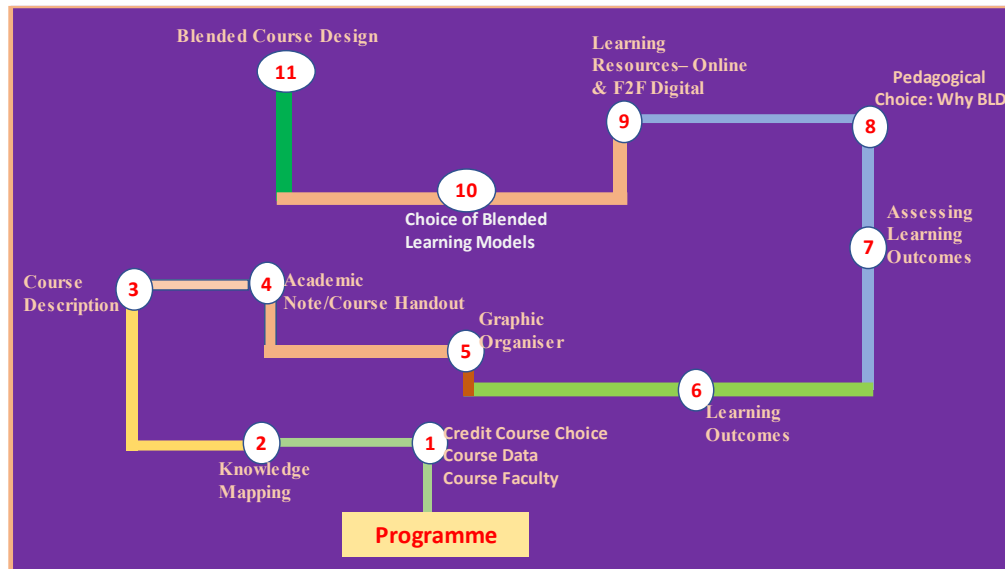 Blended Course Design
11
Learning
Resources– Online
& F2F Digital
9
Pedagogical
Choice: Why BLD
8
10
Choice of Blended
Learning Models
Assessing
Learning
Outcomes
7
Course
Description
3
4
Academic
Note/Course Handout
Graphic
Organiser
5
6
Learning
Outcomes
2
Knowledge
Mapping
1
Credit Course Choice
Course Data
Course Faculty
Programme